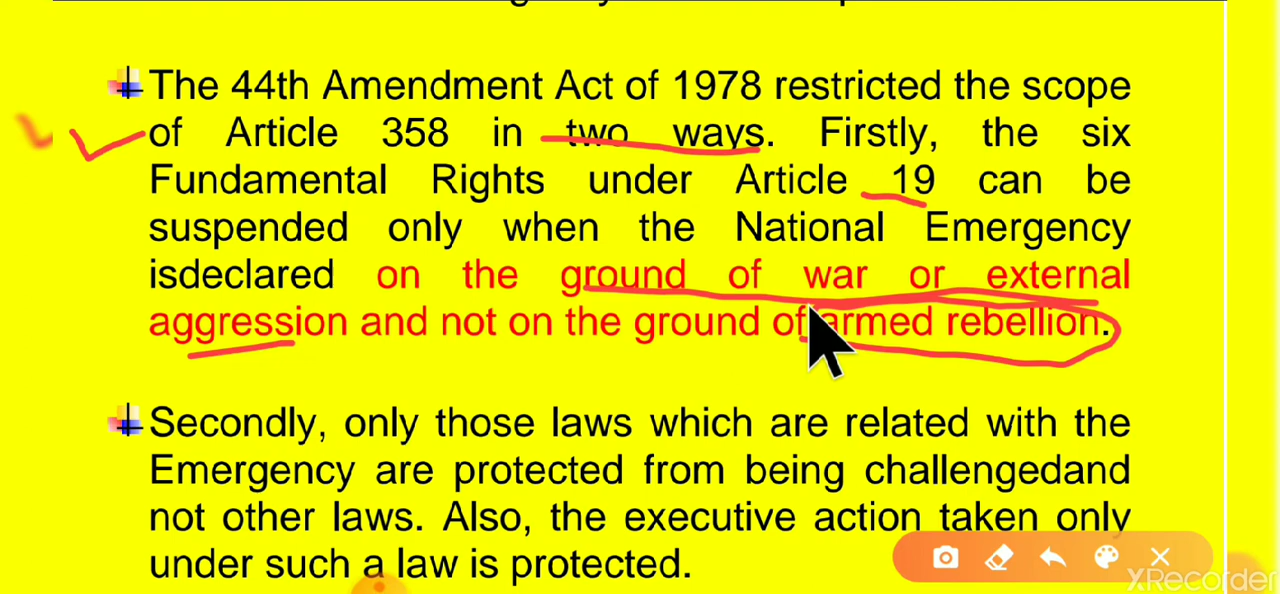 The 44th Amendment Act of 1978 restricted the scope
of Article 358 in two ways. Firstly, the six
Fundamental Rights under Article 19 can be
suspended only when the National Emergency
isdeclared on the ground of war or external
aggression and not on the ground of armed rebellion.
Secondly, only those laws which are related with the
Emergency are protected from being challengedand
not other laws. Also, the executive action taken only
under such a law is protected.
XRecorder